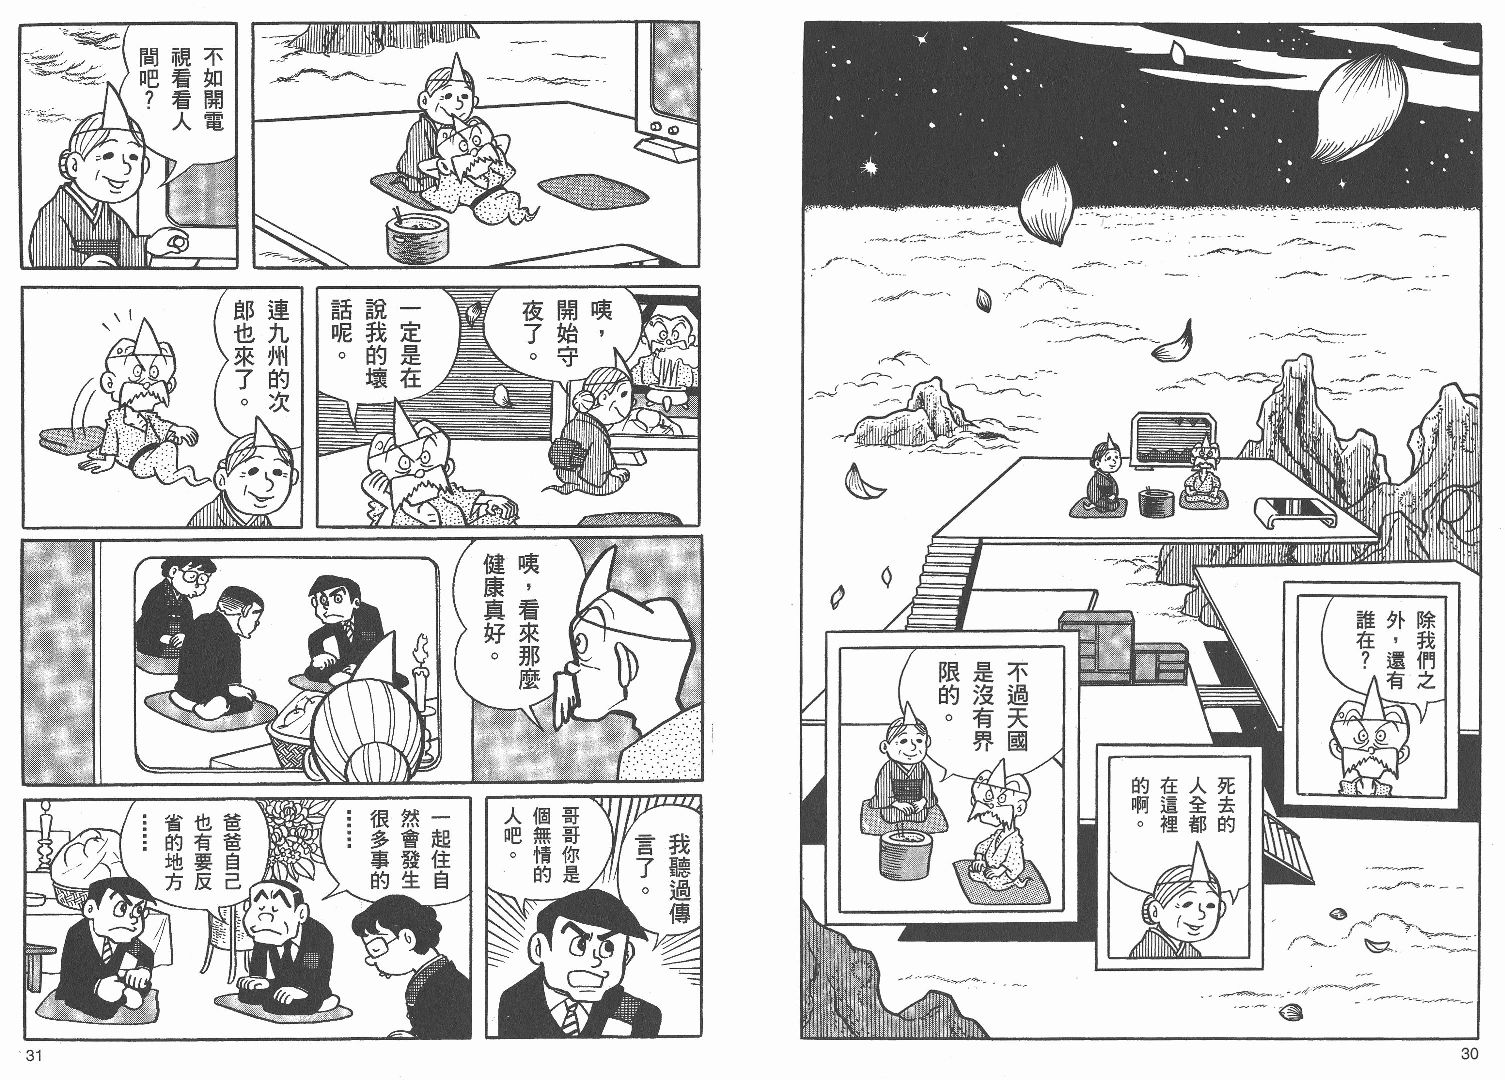 除我們之
外，還有
誰在？
死去的
人全都
在這裡
的啊。
不過天國
是沒有界
限的。
30
不如開電
視看看人
間吧？
咦，
開始守
夜了。
一定是在
說我的壞
話呢。
連九州的次
郎也來了。
咦，看來那麼
健康真好。
我聽過傳
言了。
哥哥你是
個無情的
人吧。
一起住自
然會發生
很多事的
……
爸爸自己
也有要反
省的地方
……
31